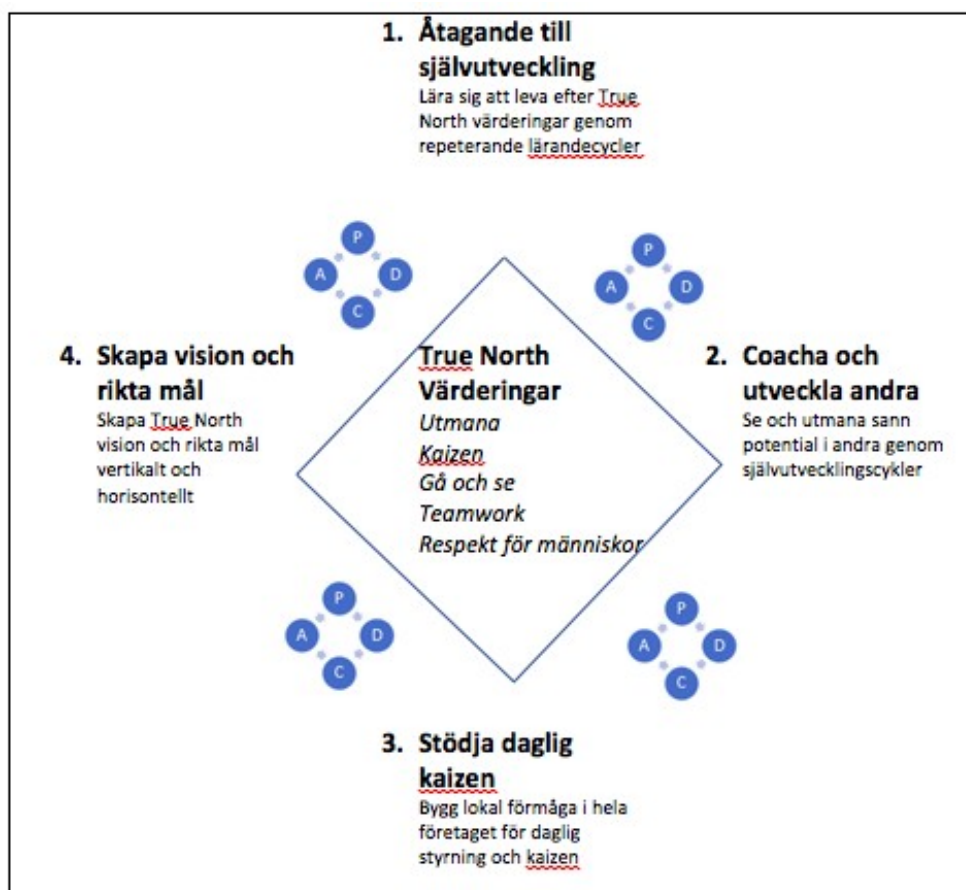 1. Åtagande till
självutveckling
Lära sig att leva efter True
North värderingar genom
repeterande lärandecycler
P
A
D
C
P
A
D
C
4. Skapa vision och
rikta mål
Skapa True North
vision och rikta mål
vertikalt och
horisontellt
True North
Värderingar
Utmana
Kaizen
Gå och se
Teamwork
Respekt för människor
2. Coacha och
utveckla andra
Se och utmana sann
potential i andra genom
självutvecklingscykler
P
A
D
C
P
A
D
C
3. Stödja daglig
kaizen
Bygg lokal förmåga i hela
företaget för daglig
styrning och kaizen